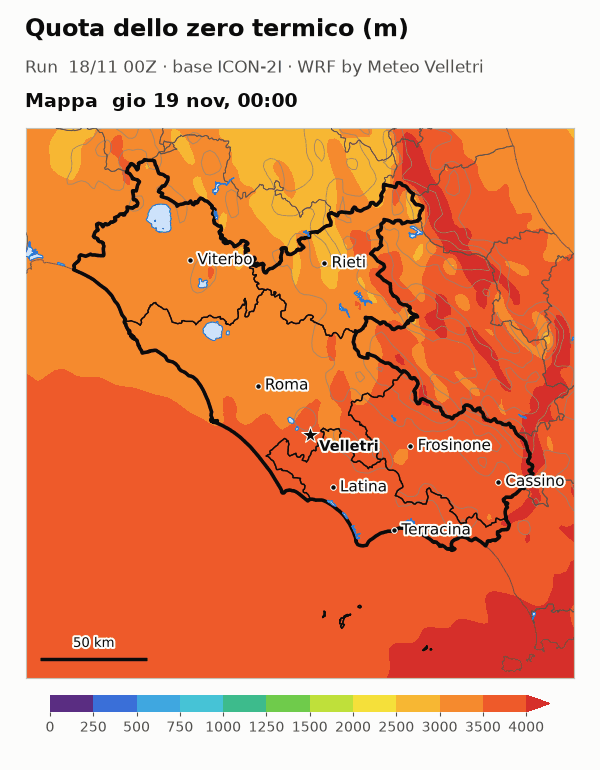 Quota dello zero termico (m)
Run  18/11 00Z · base ICON-2I · WRF by Meteo Velletri
Mappa  gio 19 nov, 00:00
Viterbo
Rieti
Roma
Velletri
Frosinone
Cassino
Latina
Terracina
50 km
0 250 500 750 1000 1250 1500 2000 2500 3000 3500 4000